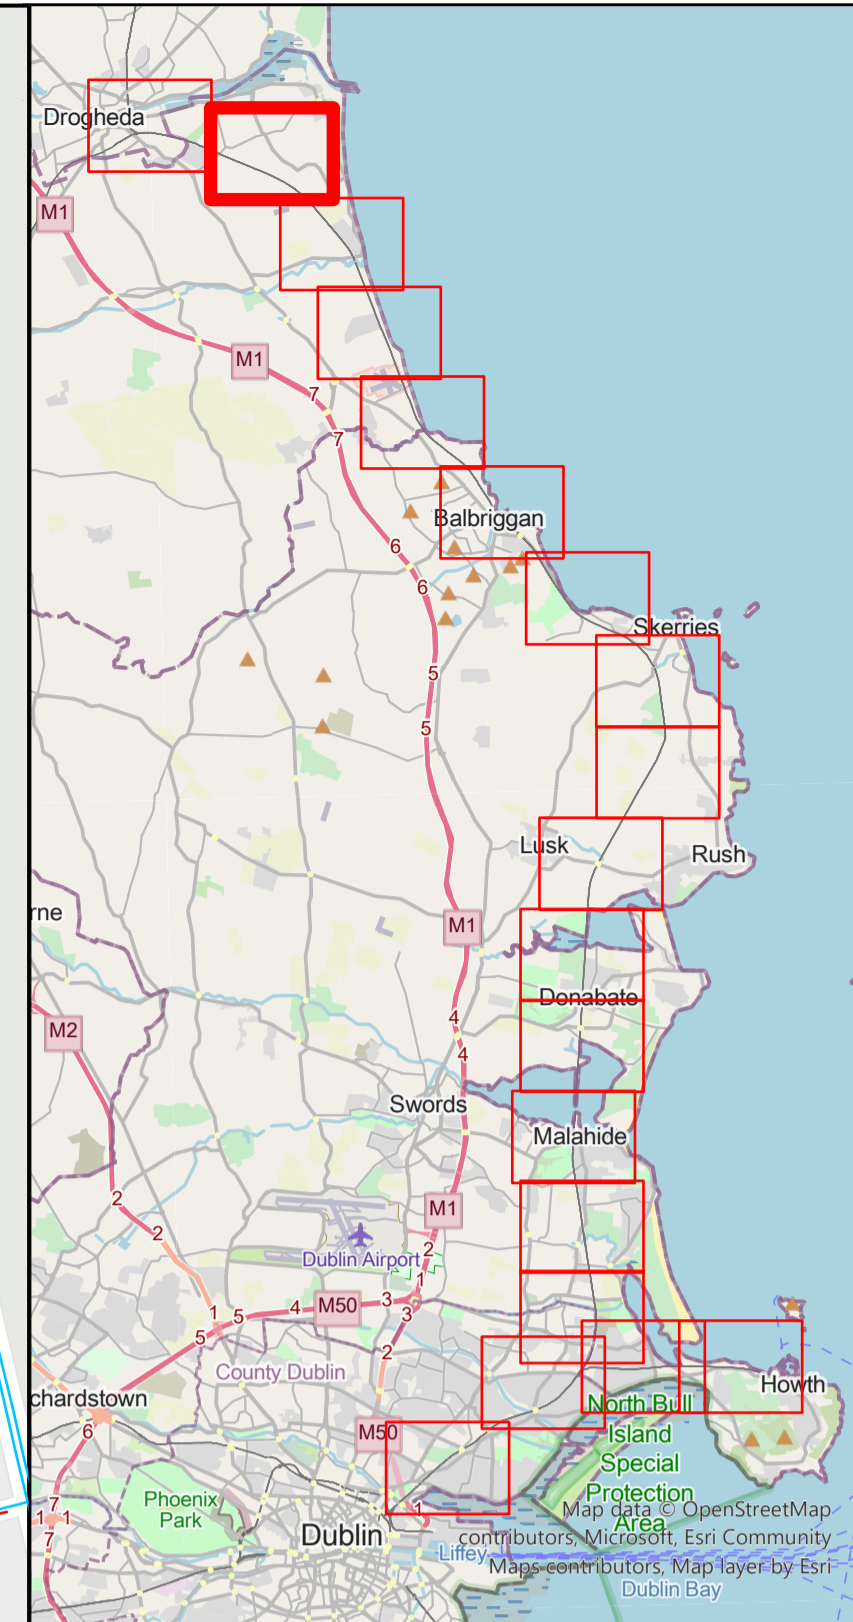 Drogheda
M1
M1
7
7
Balbriggan
6
6
Skerries
5
5
Lusk
Rush
rne
M1
Donabate
M2
4
4
Swords
Malahide
2
M1
2
Dublin Airport
2
1
M50
3
4
5
1
3
5
2
County Dublin
Howth
chardstown
North Bull
Island
Special
Protection
Area
M50
6
Phoenix
Park
7
1
1
1
7
Dublin
Liffey
Map data © OpenStreetMap
contributors, Microsoft, Esri Community
Maps contributors, Map layer by Esri
Dublin Bay